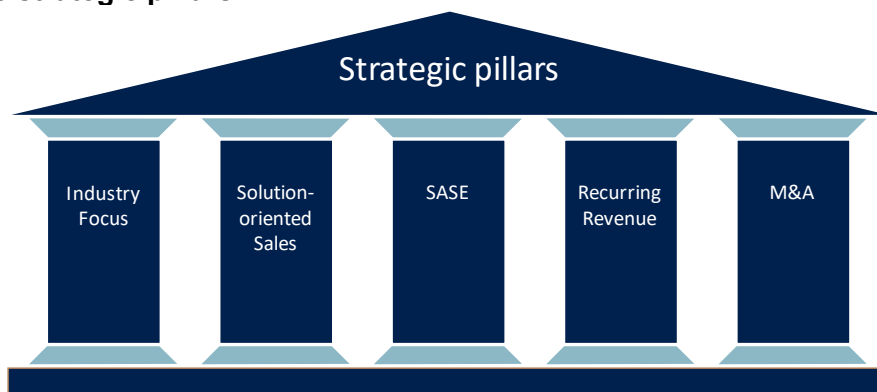 Strategic pillars
Industry
Focus
Solution-
oriented
Sales
SASE
Recurring
Revenue
M&A